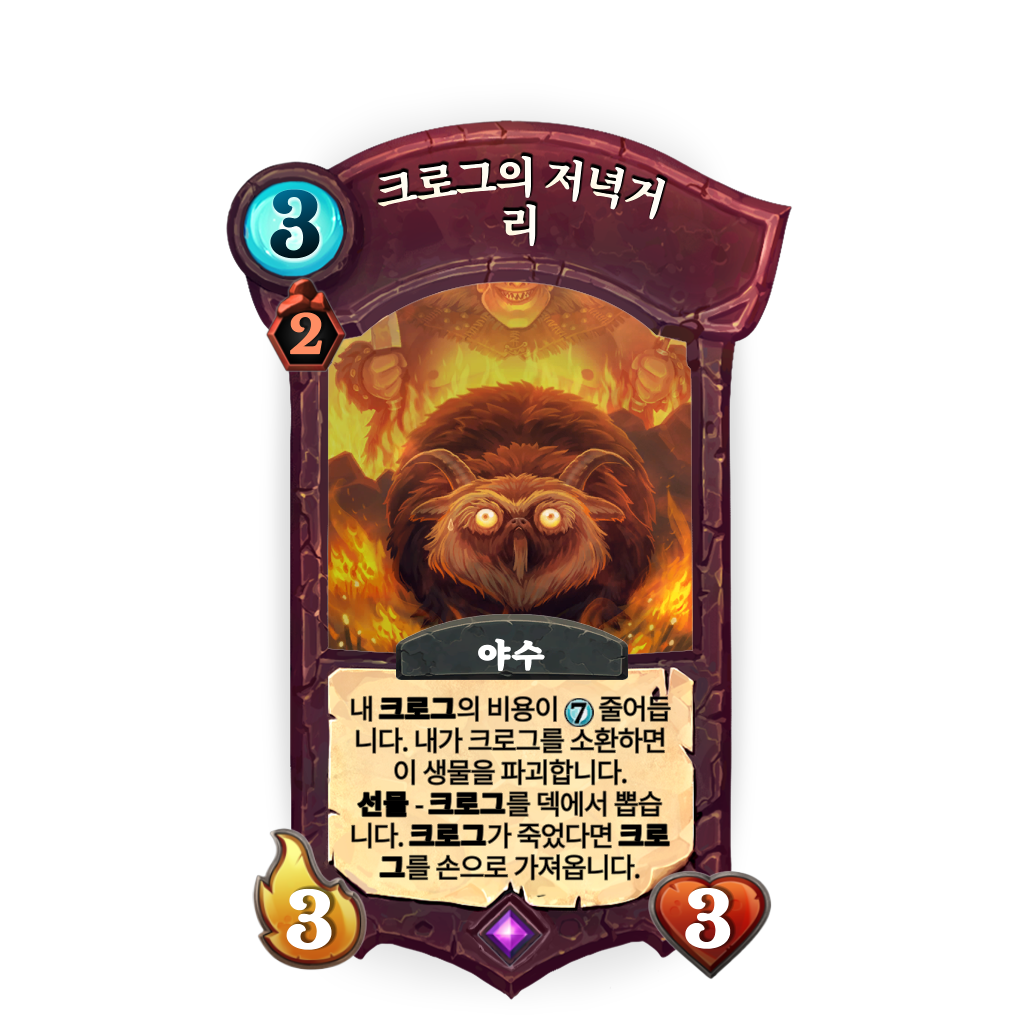 3
크로그의 저녁거
리
2
야수
내 크로그의 비용이 7 줄어듭
니다. 내가 크로그를 소환하면
이 생물을 파괴합니다.
선물 - 크로그를 덱에서 뽑습
니다. 크로그가 죽었다면 크로
그를 손으로 가져옵니다.
3
3